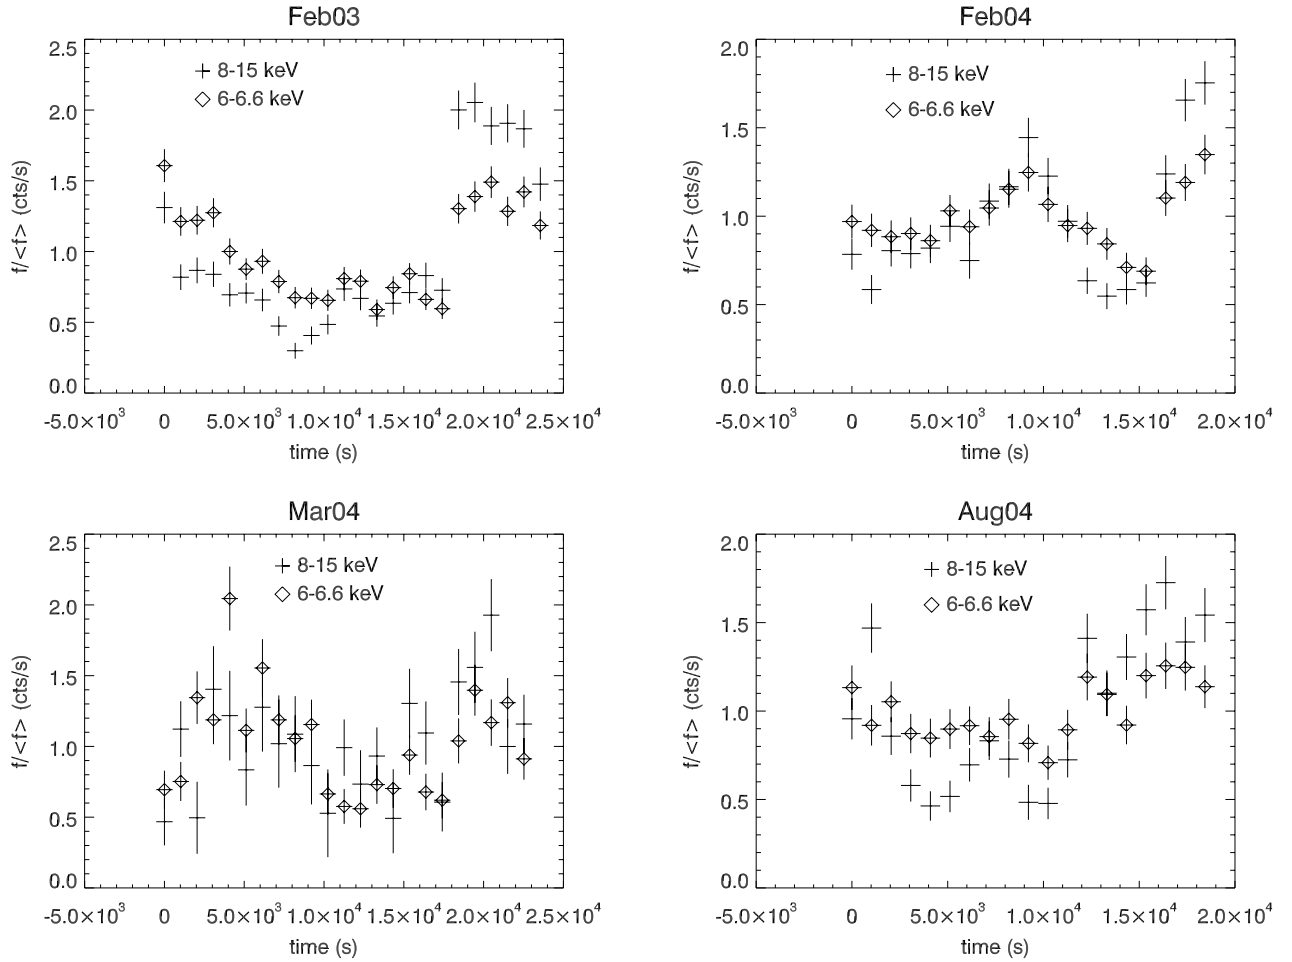 Feb03
2.5
2.0
1.5
1.0
0.5
0.0
f/<f> (cts/s)
8-15 keV
6-6.6 keV
-5.0×10³ 0 5.0×10³ 1.0×10⁴ 1.5×10⁴ 2.0×10⁴ 2.5×10⁴
time (s)
Feb04
2.0
1.5
1.0
0.5
0.0
f/<f> (cts/s)
8-15 keV
6-6.6 keV
-5.0×10³ 0 5.0×10³ 1.0×10⁴ 1.5×10⁴ 2.0×10⁴
time (s)
Mar04
2.5
2.0
1.5
1.0
0.5
0.0
f/<f> (cts/s)
8-15 keV
6-6.6 keV
-5.0×10³ 0 5.0×10³ 1.0×10⁴ 1.5×10⁴ 2.0×10⁴ 2.5×10⁴
time (s)
Aug04
2.0
1.5
1.0
0.5
0.0
f/<f> (cts/s)
8-15 keV
6-6.6 keV
-5.0×10³ 0 5.0×10³ 1.0×10⁴ 1.5×10⁴ 2.0×10⁴
time (s)